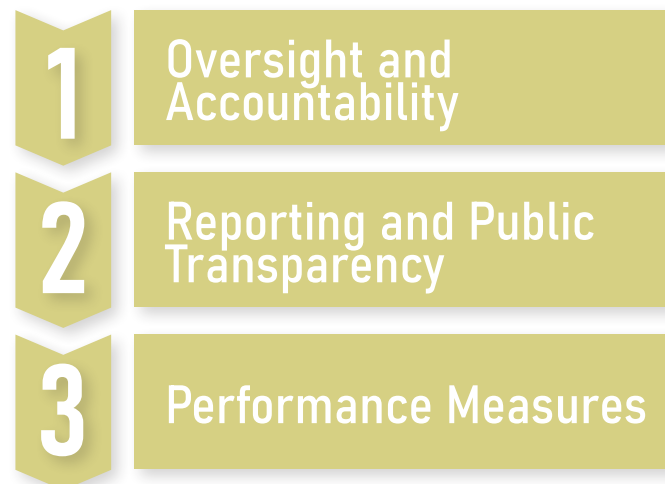 1
Oversight and
Accountability
2
Reporting and Public
Transparency
3
Performance Measures